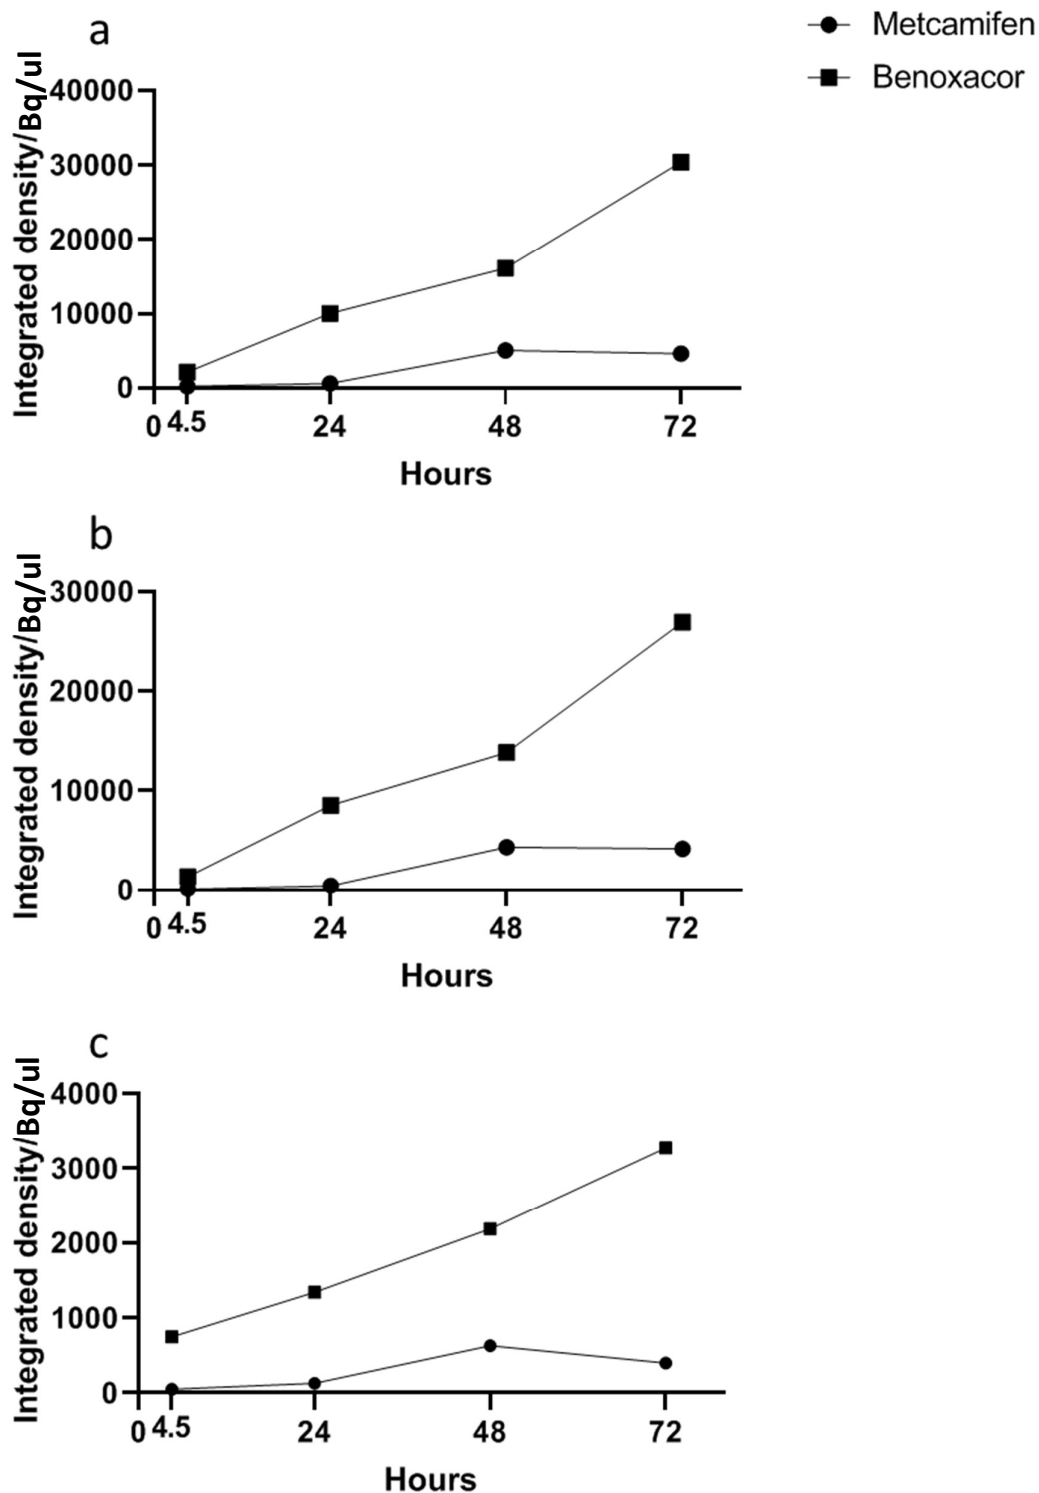 a
Metcamifen
Benoxacor
Integrated density/Bq/ul
40000
30000
20000
10000
0
0 4.5 24 48 72
Hours
b
Integrated density/Bq/ul
30000
20000
10000
0
0 4.5 24 48 72
Hours
c
Integrated density/Bq/ul
4000
3000
2000
1000
0
0 4.5 24 48 72
Hours